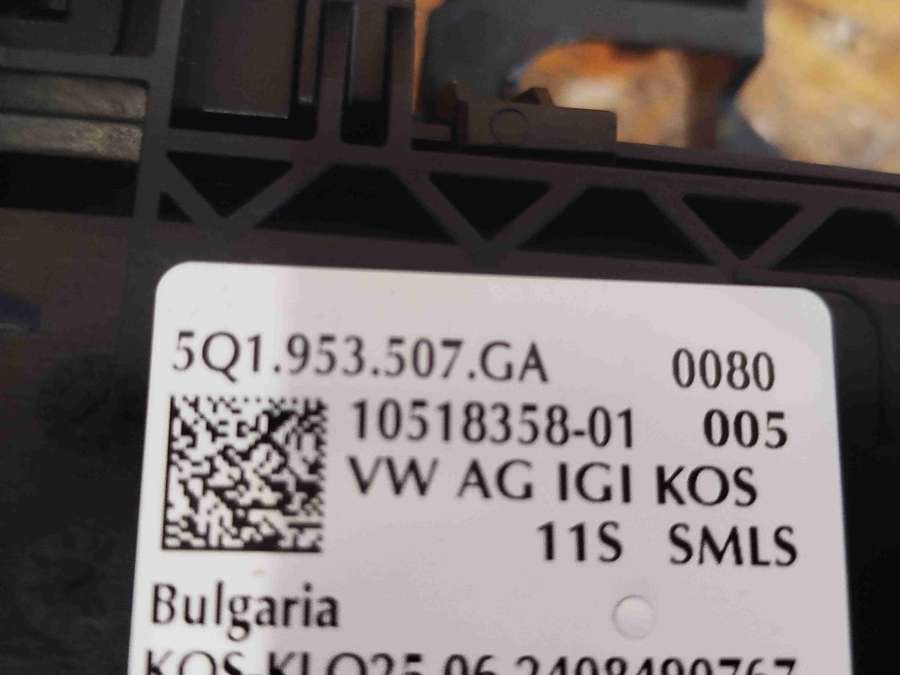 5Q1.953.507.GA 0080
10518358-01 005
VW AG IGI KOS
11S SMLS
Bulgaria